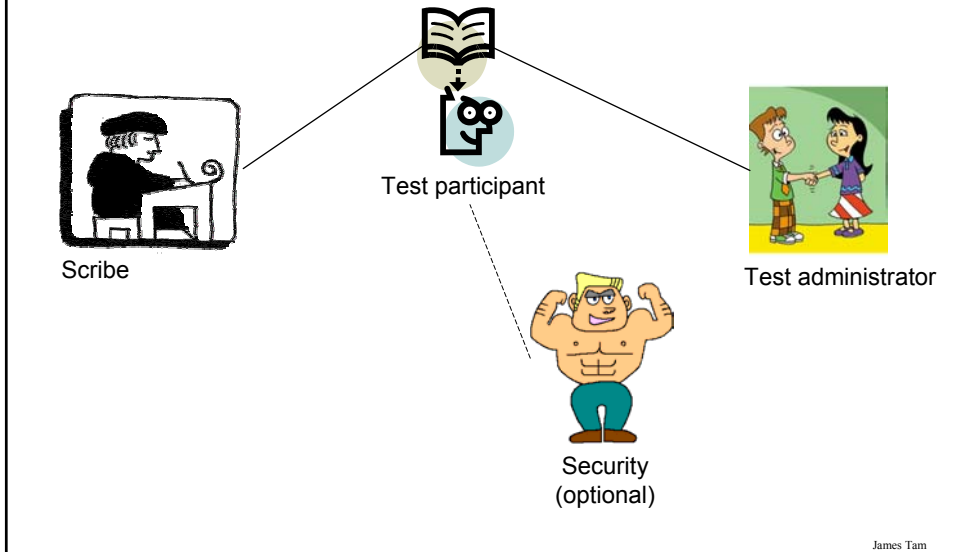 Test participant
Scribe
Test administrator
Security
(optional)
James Tam